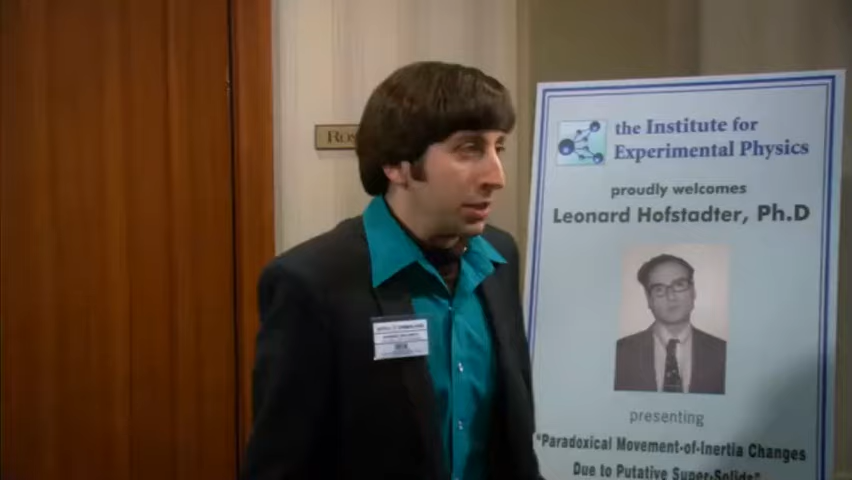 Ros
the Institute for
Experimental Physics
proudly welcomes
Leonard Hofstadter, Ph.D
presenting
"Paradoxical Movement-of-Inertia Changes
Due to Putative Super-Solids"